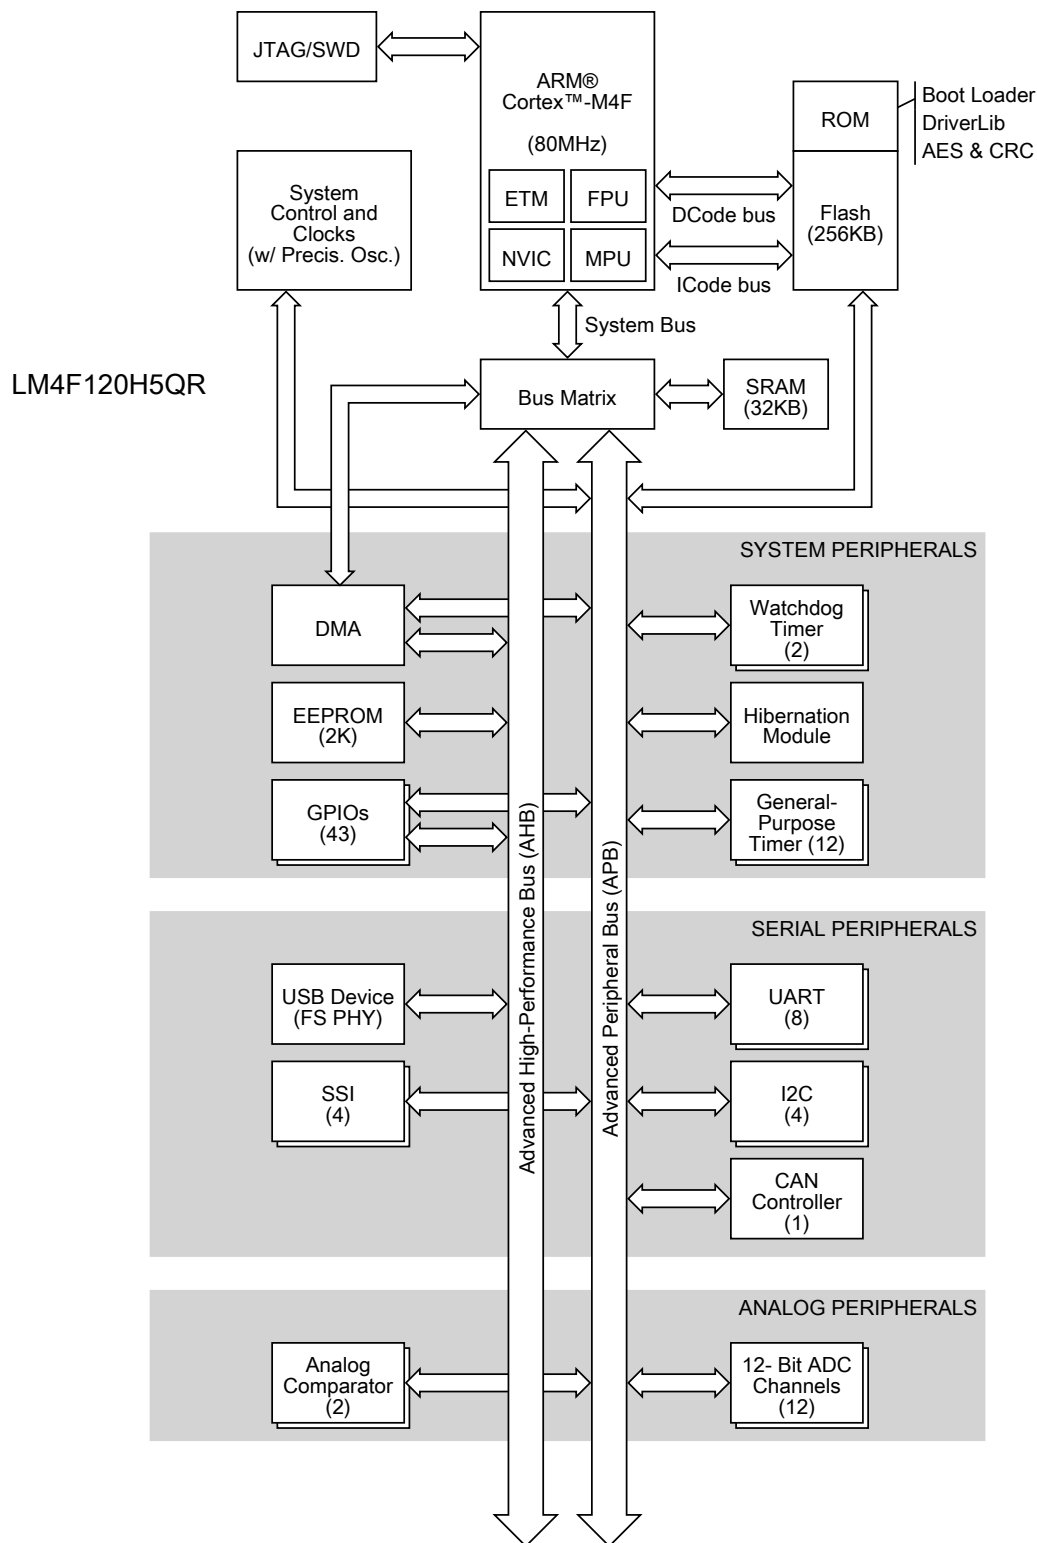 JTAG/SWD
ARM®
Cortex™-M4F
(80MHz)
ETM
FPU
NVIC
MPU
ROM
Boot Loader
DriverLib
AES & CRC
Flash
(256KB)
DCode bus
ICode bus
System
Control and
Clocks
(w/ Precis. Osc.)
System Bus
LM4F120H5QR
Bus Matrix
SRAM
(32KB)
SYSTEM PERIPHERALS
DMA
Watchdog
Timer
(2)
EEPROM
(2K)
Hibernation
Module
GPIOs
(43)
General-
Purpose
Timer (12)
Advanced High-Performance Bus (AHB)
Advanced Peripheral Bus (APB)
SERIAL PERIPHERALS
USB Device
(FS PHY)
UART
(8)
SSI
(4)
I2C
(4)
CAN
Controller
(1)
ANALOG PERIPHERALS
Analog
Comparator
(2)
12- Bit ADC
Channels
(12)